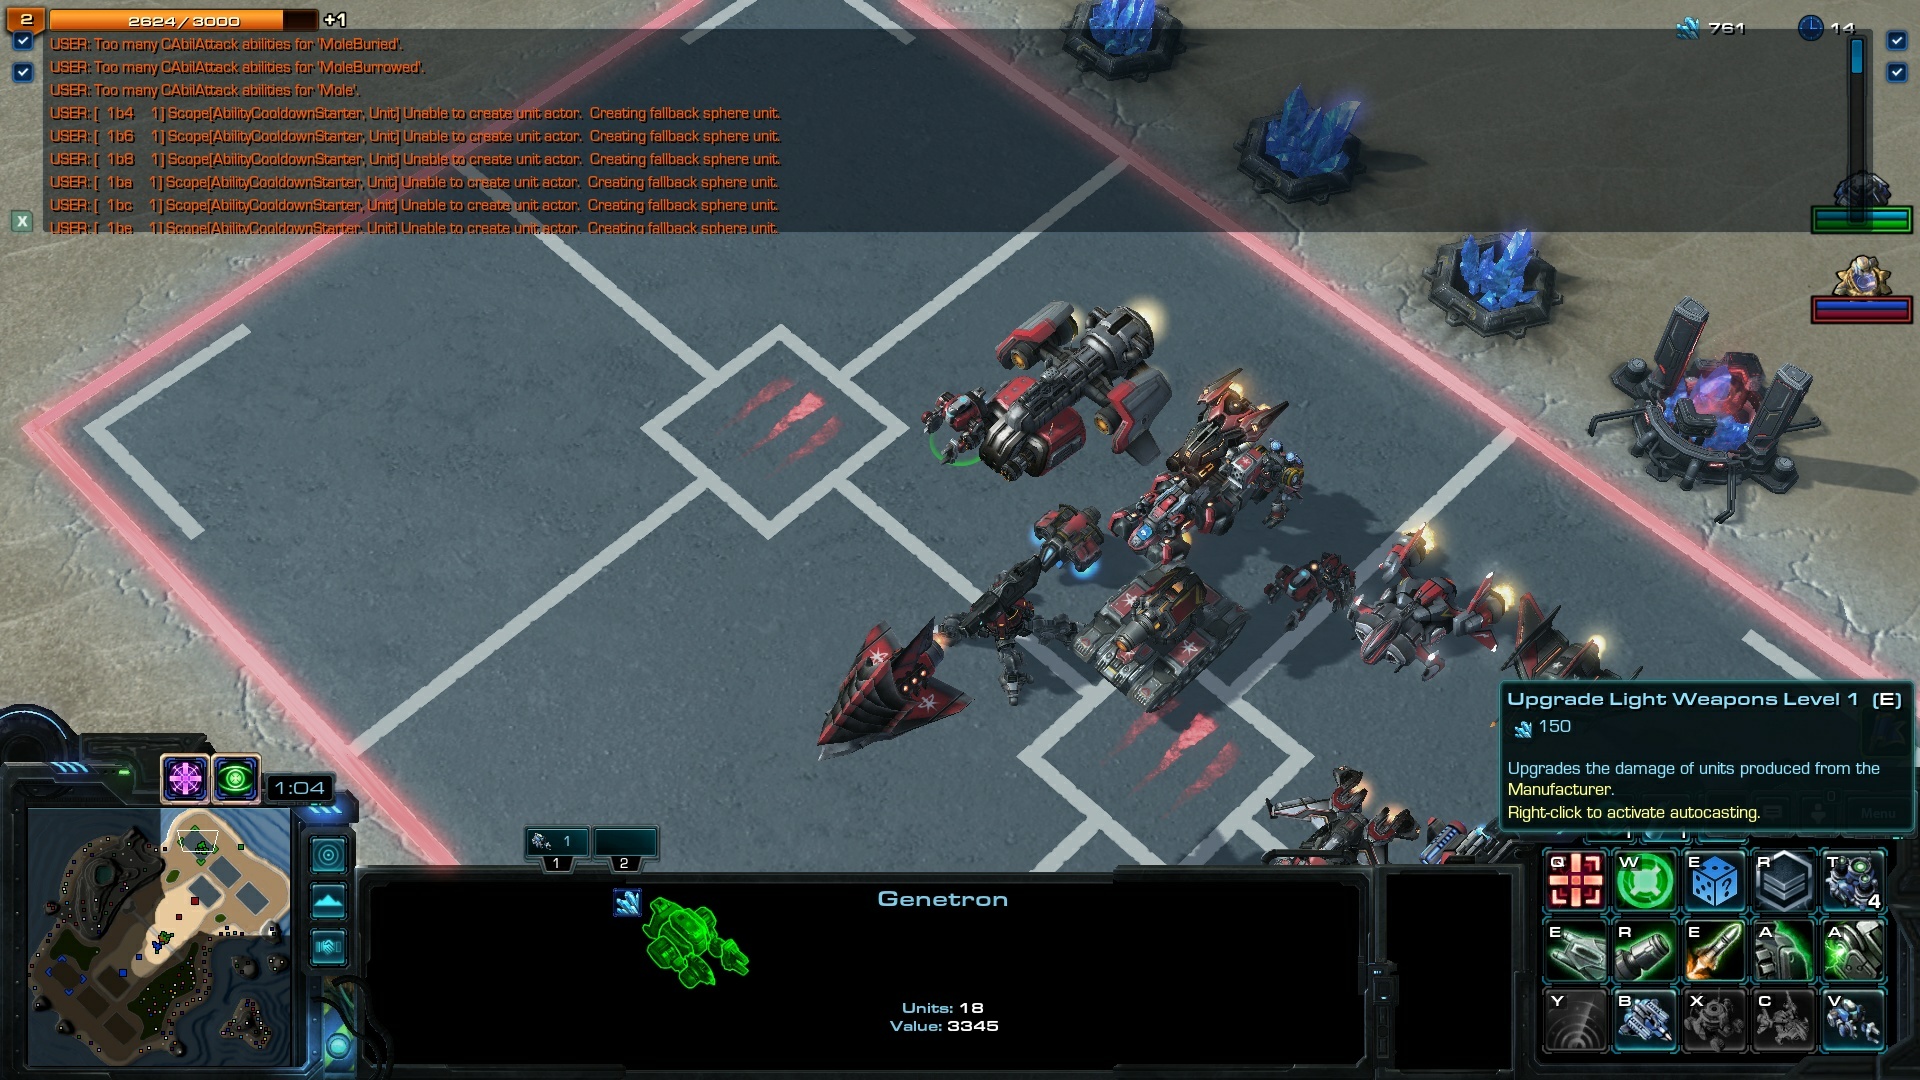 2
2624/3000
+1
761
14
USER: Too many CAbilAttack abilities for 'MoleBuried'.
USER: Too many CAbilAttack abilities for 'MoleBurrowed'.
USER: Too many CAbilAttack abilities for 'Mole'.
USER: [ 1b4 1] Scope[AbilityCooldownStarter, Unit] Unable to create unit actor. Creating fallback sphere unit.
USER: [ 1b6 1] Scope[AbilityCooldownStarter, Unit] Unable to create unit actor. Creating fallback sphere unit.
USER: [ 1b8 1] Scope[AbilityCooldownStarter, Unit] Unable to create unit actor. Creating fallback sphere unit.
USER: [ 1ba 1] Scope[AbilityCooldownStarter, Unit] Unable to create unit actor. Creating fallback sphere unit.
USER: [ 1bc 1] Scope[AbilityCooldownStarter, Unit] Unable to create unit actor. Creating fallback sphere unit.
USER: [ 1be 1] Scope[AbilityCooldownStarter, Unit] Unable to create unit actor. Creating fallback sphere unit.
X
Upgrade Light Weapons Level 1 (E)
150
Upgrades the damage of units produced from the
Manufacturer.
Right-click to activate autocasting.
Menu
1:04
1
1 2
Genetron
Units: 18
Value: 3345
Q W E R T
4
E R E A A
Y B X C V